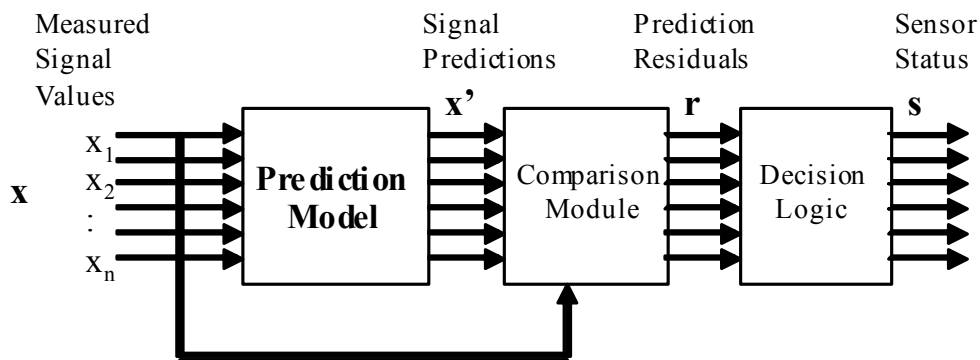 Measured
Signal
Values
Signal
Predictions
Prediction
Residuals
Sensor
Status
x
x1
x2
:
xn
Prediction
Model
x’
Comparison
Module
r
Decision
Logic
s